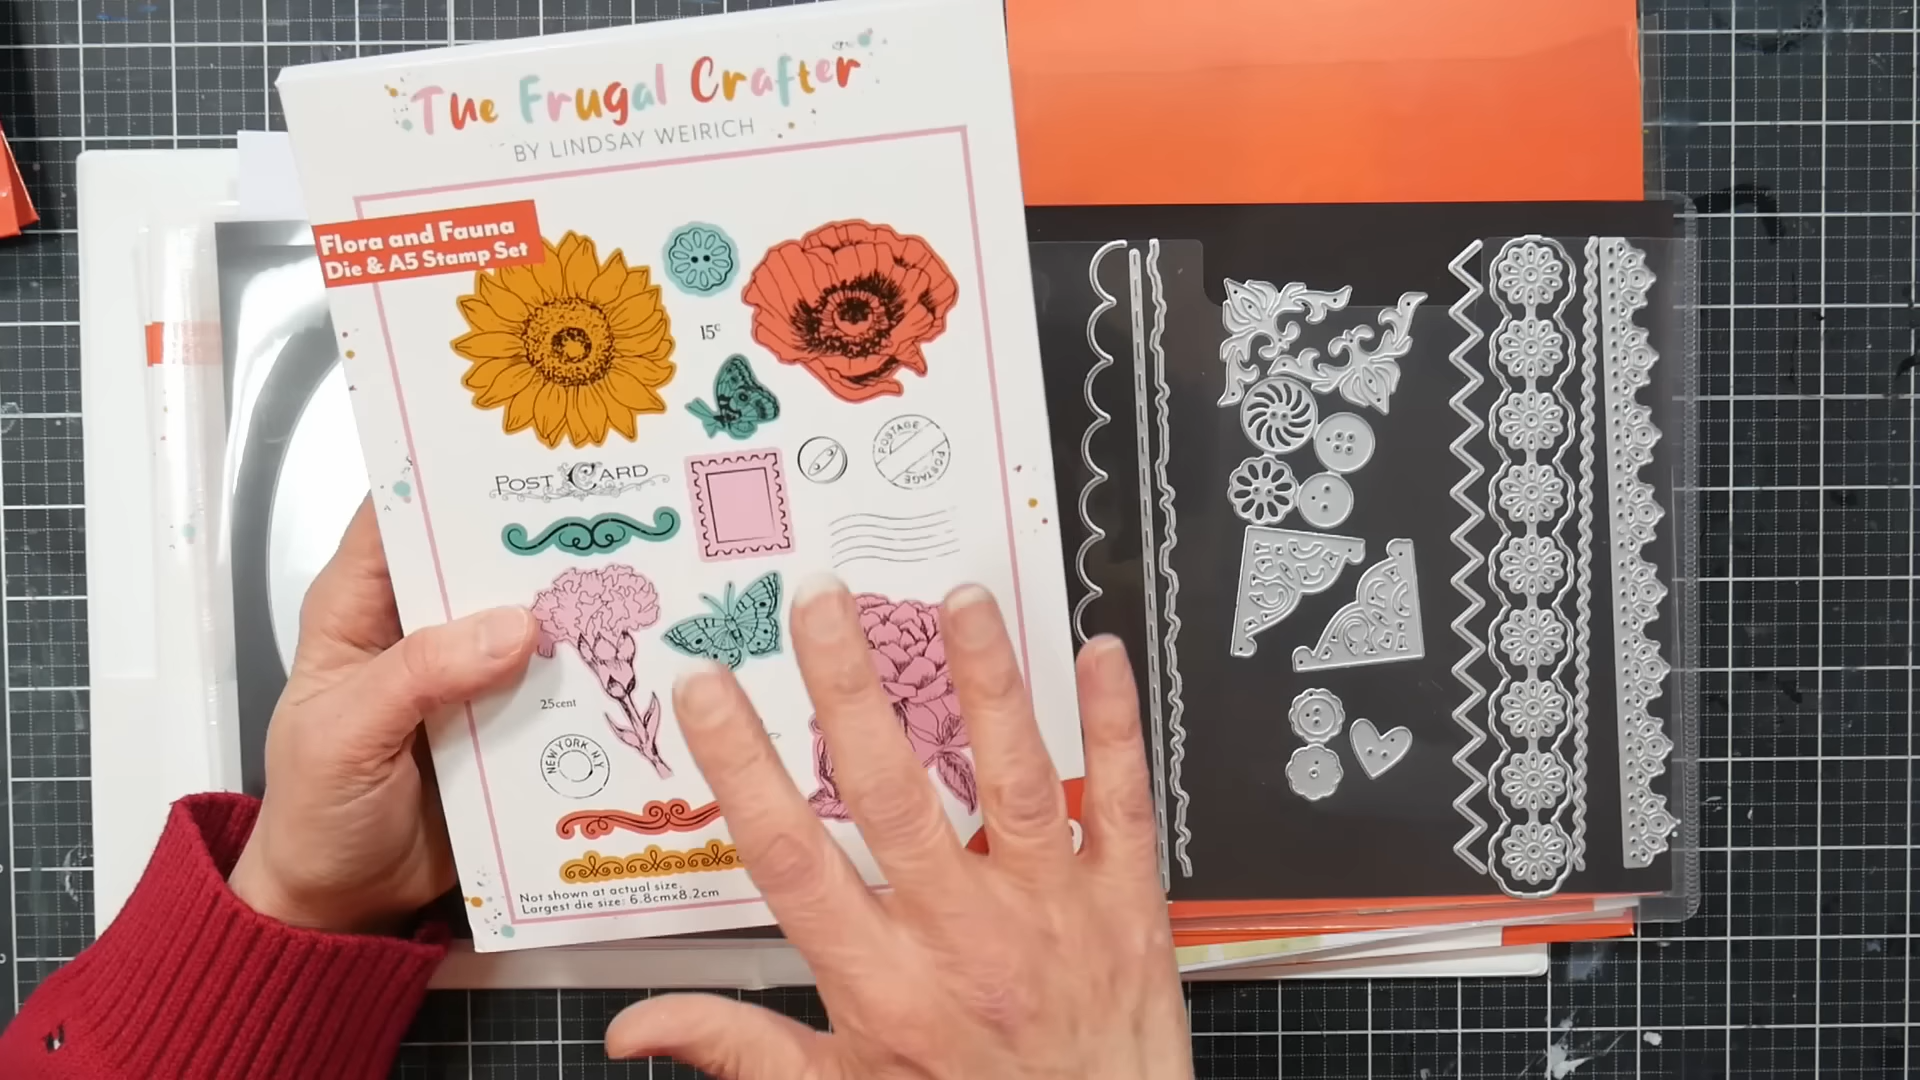 The Frugal Crafter
BY LINDSAY WEIRICH
Flora and Fauna
Die & A5 Stamp Set
15c
POST CARD
POSTAGE
POSTAGE
25cent
NEW YORK N.Y.
Not shown at actual size.
Largest die size: 6.8cmx8.2cm